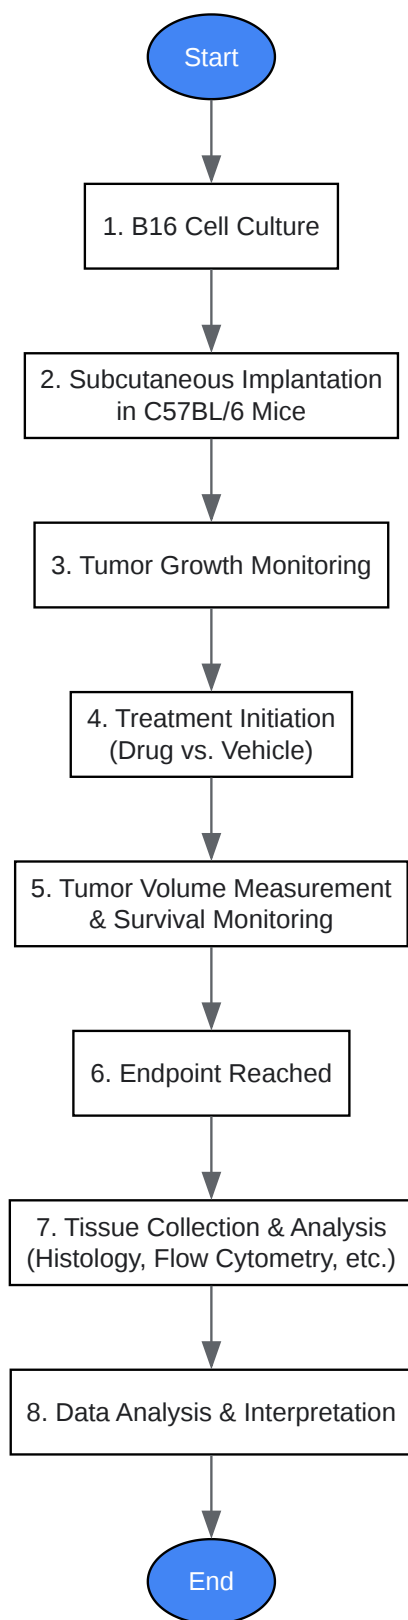 Start
1. B16 Cell Culture
2. Subcutaneous Implantation
in C57BL/6 Mice
3. Tumor Growth Monitoring
4. Treatment Initiation
(Drug vs. Vehicle)
5. Tumor Volume Measurement
& Survival Monitoring
6. Endpoint Reached
7. Tissue Collection & Analysis
(Histology, Flow Cytometry, etc.)
8. Data Analysis & Interpretation
End